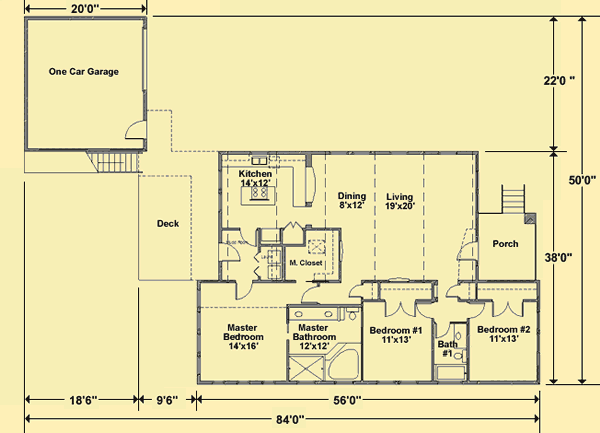 20'0"
One Car Garage
22'0"
50'0"
Kitchen
14'x12'
Dining
8'x12'
Living
19'x20'
Deck
Mud Room
M. Closet
Porch
38'0"
Master
Bedroom
14'x16'
Master
Bathroom
12'x12'
Bedroom #1
11'x13'
Bath
#1
Bedroom #2
11'x13'
18'6"
9'6"
56'0"
84'0"